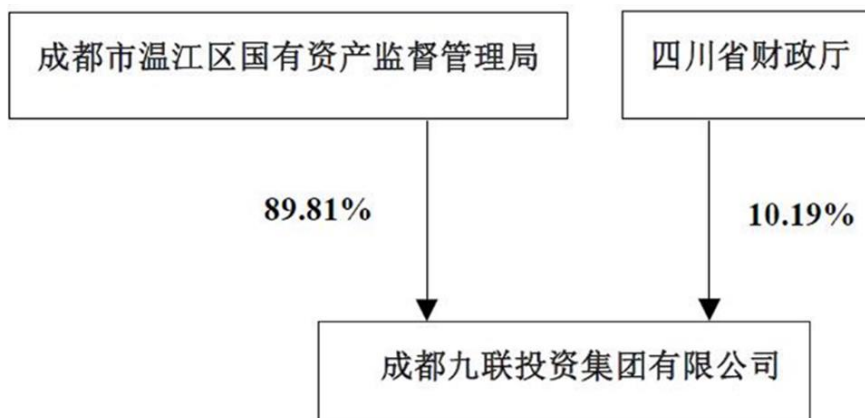 成都市温江区国有资产监督管理局
四川省财政厅
89.81%
10.19%
成都九联投资集团有限公司